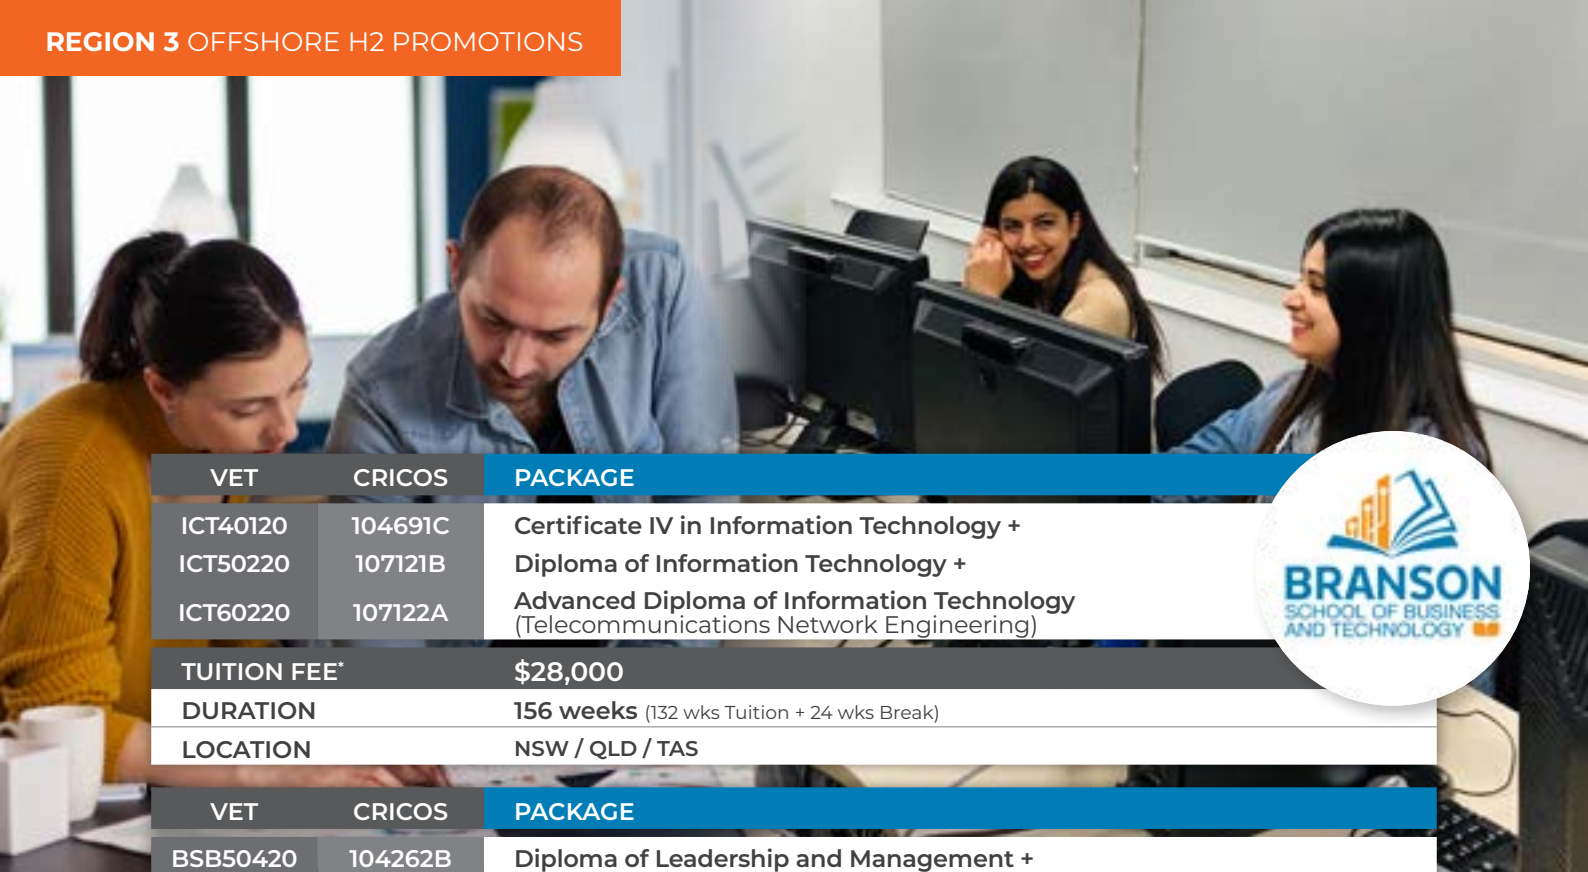 REGION 3 OFFSHORE H2 PROMOTIONS
VET CRICOS PACKAGE
ICT40120 104691C Certificate IV in Information Technology +
ICT50220 107121B Diploma of Information Technology +
ICT60220 107122A Advanced Diploma of Information Technology
(Telecommunications Network Engineering)
BRANSON
SCHOOL OF BUSINESS
AND TECHNOLOGY
TUITION FEE* $28,000
DURATION 156 weeks (132 wks Tuition + 24 wks Break)
LOCATION NSW / QLD / TAS
VET CRICOS PACKAGE
BSB50420 104262B Diploma of Leadership and Management +